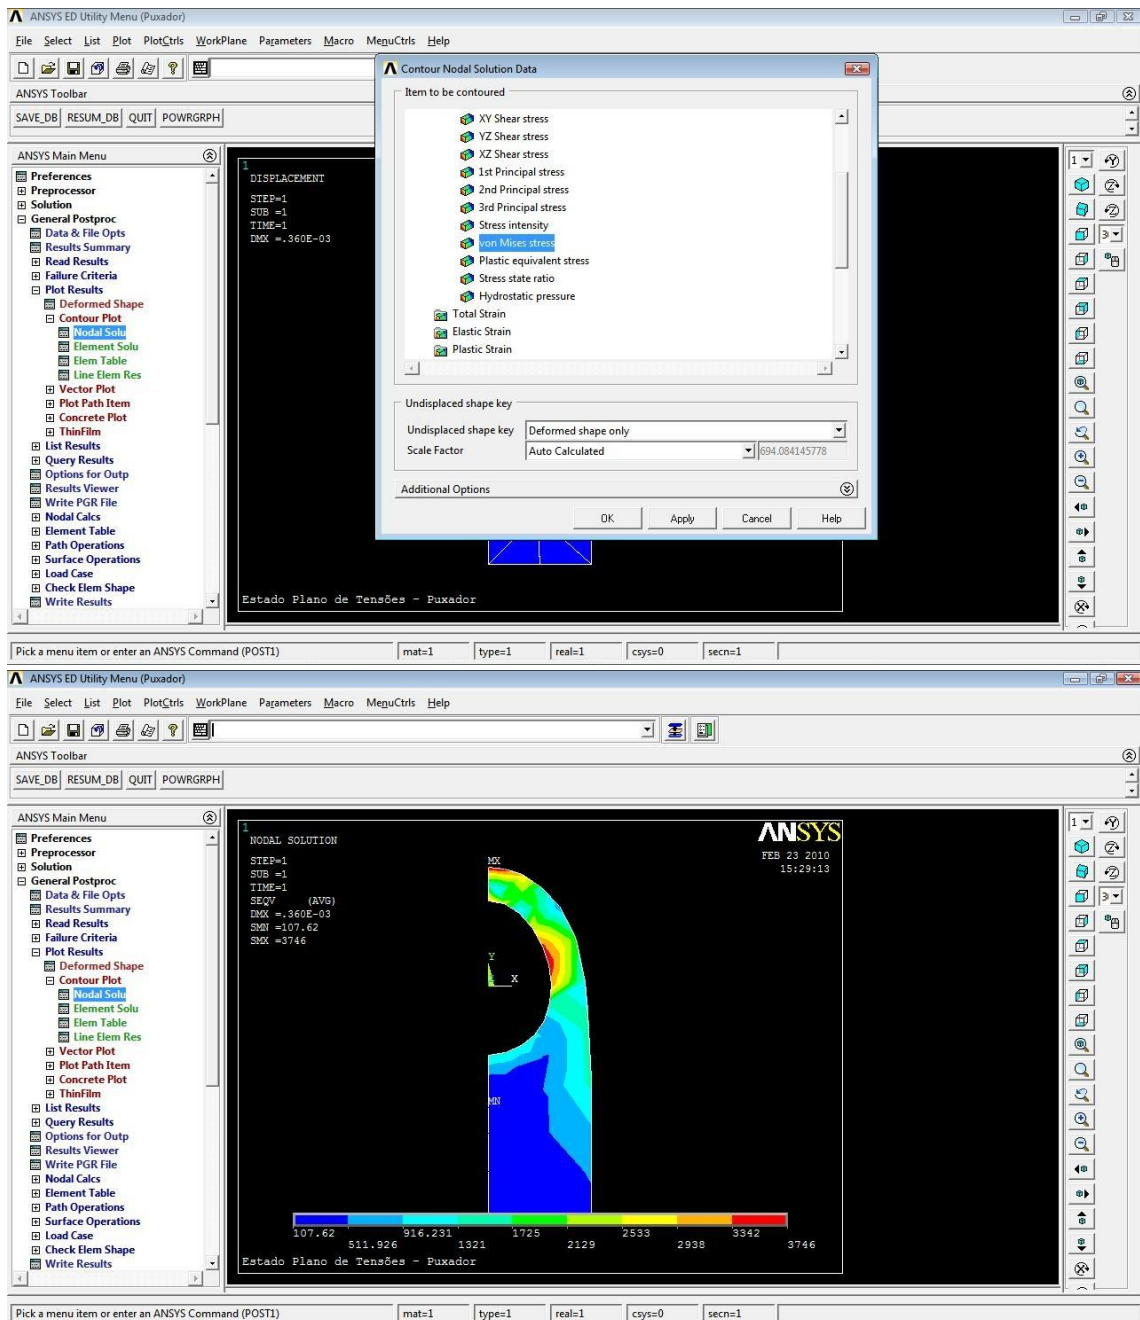 ANSYS ED Utility Menu (Puxador)
File Select List Plot PlotCtrls WorkPlane Parameters Macro MenuCtrls Help
ANSYS Toolbar
SAVE_DB RESUM_DB QUIT POWRGRPH
ANSYS Main Menu
Preferences
Preprocessor
Solution
General Postproc
Data & File Opts
Results Summary
Read Results
Failure Criteria
Plot Results
Deformed Shape
Contour Plot
Nodal Solu
Element Solu
Elem Table
Line Elem Res
Vector Plot
Plot Path Item
Concrete Plot
ThinFilm
List Results
Query Results
Options for Outp
Results Viewer
Write PGR File
Nodal Calcs
Element Table
Path Operations
Surface Operations
Load Case
Check Elem Shape
Write Results
1
DISPLACEMENT
STEP=1
SUB =1
TIME=1
DMX =.360E-03
Contour Nodal Solution Data
Item to be contoured
XY Shear stress
YZ Shear stress
XZ Shear stress
1st Principal stress
2nd Principal stress
3rd Principal stress
Stress intensity
von Mises stress
Plastic equivalent stress
Stress state ratio
Hydrostatic pressure
Total Strain
Elastic Strain
Plastic Strain
Undisplaced shape key
Undisplaced shape key Deformed shape only
Scale Factor Auto Calculated 694.084145778
Additional Options
OK Apply Cancel Help
Estado Plano de Tensões - Puxador
1
3
Pick a menu item or enter an ANSYS Command (POST1) mat=1 type=1 real=1 csys=0 secn=1
ANSYS ED Utility Menu (Puxador)
File Select List Plot PlotCtrls WorkPlane Parameters Macro MenuCtrls Help
ANSYS Toolbar
SAVE_DB RESUM_DB QUIT POWRGRPH
ANSYS Main Menu
Preferences
Preprocessor
Solution
General Postproc
Data & File Opts
Results Summary
Read Results
Failure Criteria
Plot Results
Deformed Shape
Contour Plot
Nodal Solu
Element Solu
Elem Table
Line Elem Res
Vector Plot
Plot Path Item
Concrete Plot
ThinFilm
List Results
Query Results
Options for Outp
Results Viewer
Write PGR File
Nodal Calcs
Element Table
Path Operations
Surface Operations
Load Case
Check Elem Shape
Write Results
1
NODAL SOLUTION
STEP=1
SUB =1
TIME=1
SEQV (AVG)
DMX =.360E-03
SMN =107.62
SMX =3746
ANSYS
FEB 23 2010
15:29:13
MX
Y
X
MN
107.62 916.231 1725 2533 3342
511.926 1321 2129 2938 3746
Estado Plano de Tensões - Puxador
1
3
Pick a menu item or enter an ANSYS Command (POST1) mat=1 type=1 real=1 csys=0 secn=1